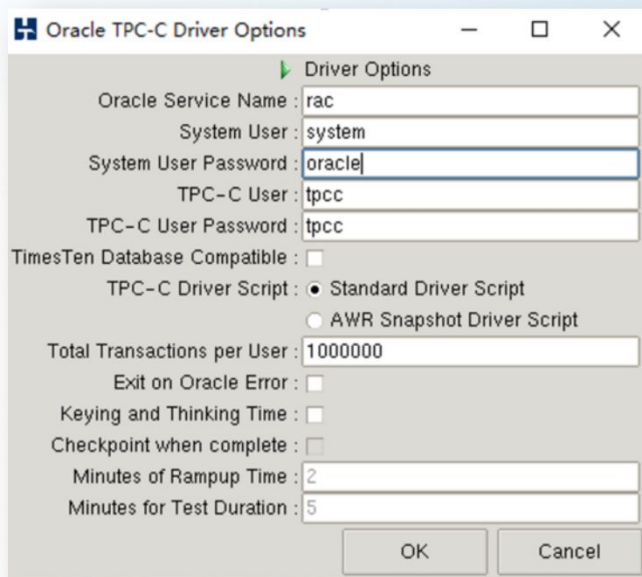 Oracle TPC-C Driver Options
Driver Options
Oracle Service Name : rac
System User : system
System User Password : oracle
TPC-C User : tpcc
TPC-C User Password : tpcc
TimesTen Database Compatible :
TPC-C Driver Script : Standard Driver Script
AWR Snapshot Driver Script
Total Transactions per User : 1000000
Exit on Oracle Error :
Keying and Thinking Time :
Checkpoint when complete :
Minutes of Rampup Time : 2
Minutes for Test Duration : 5
OK Cancel